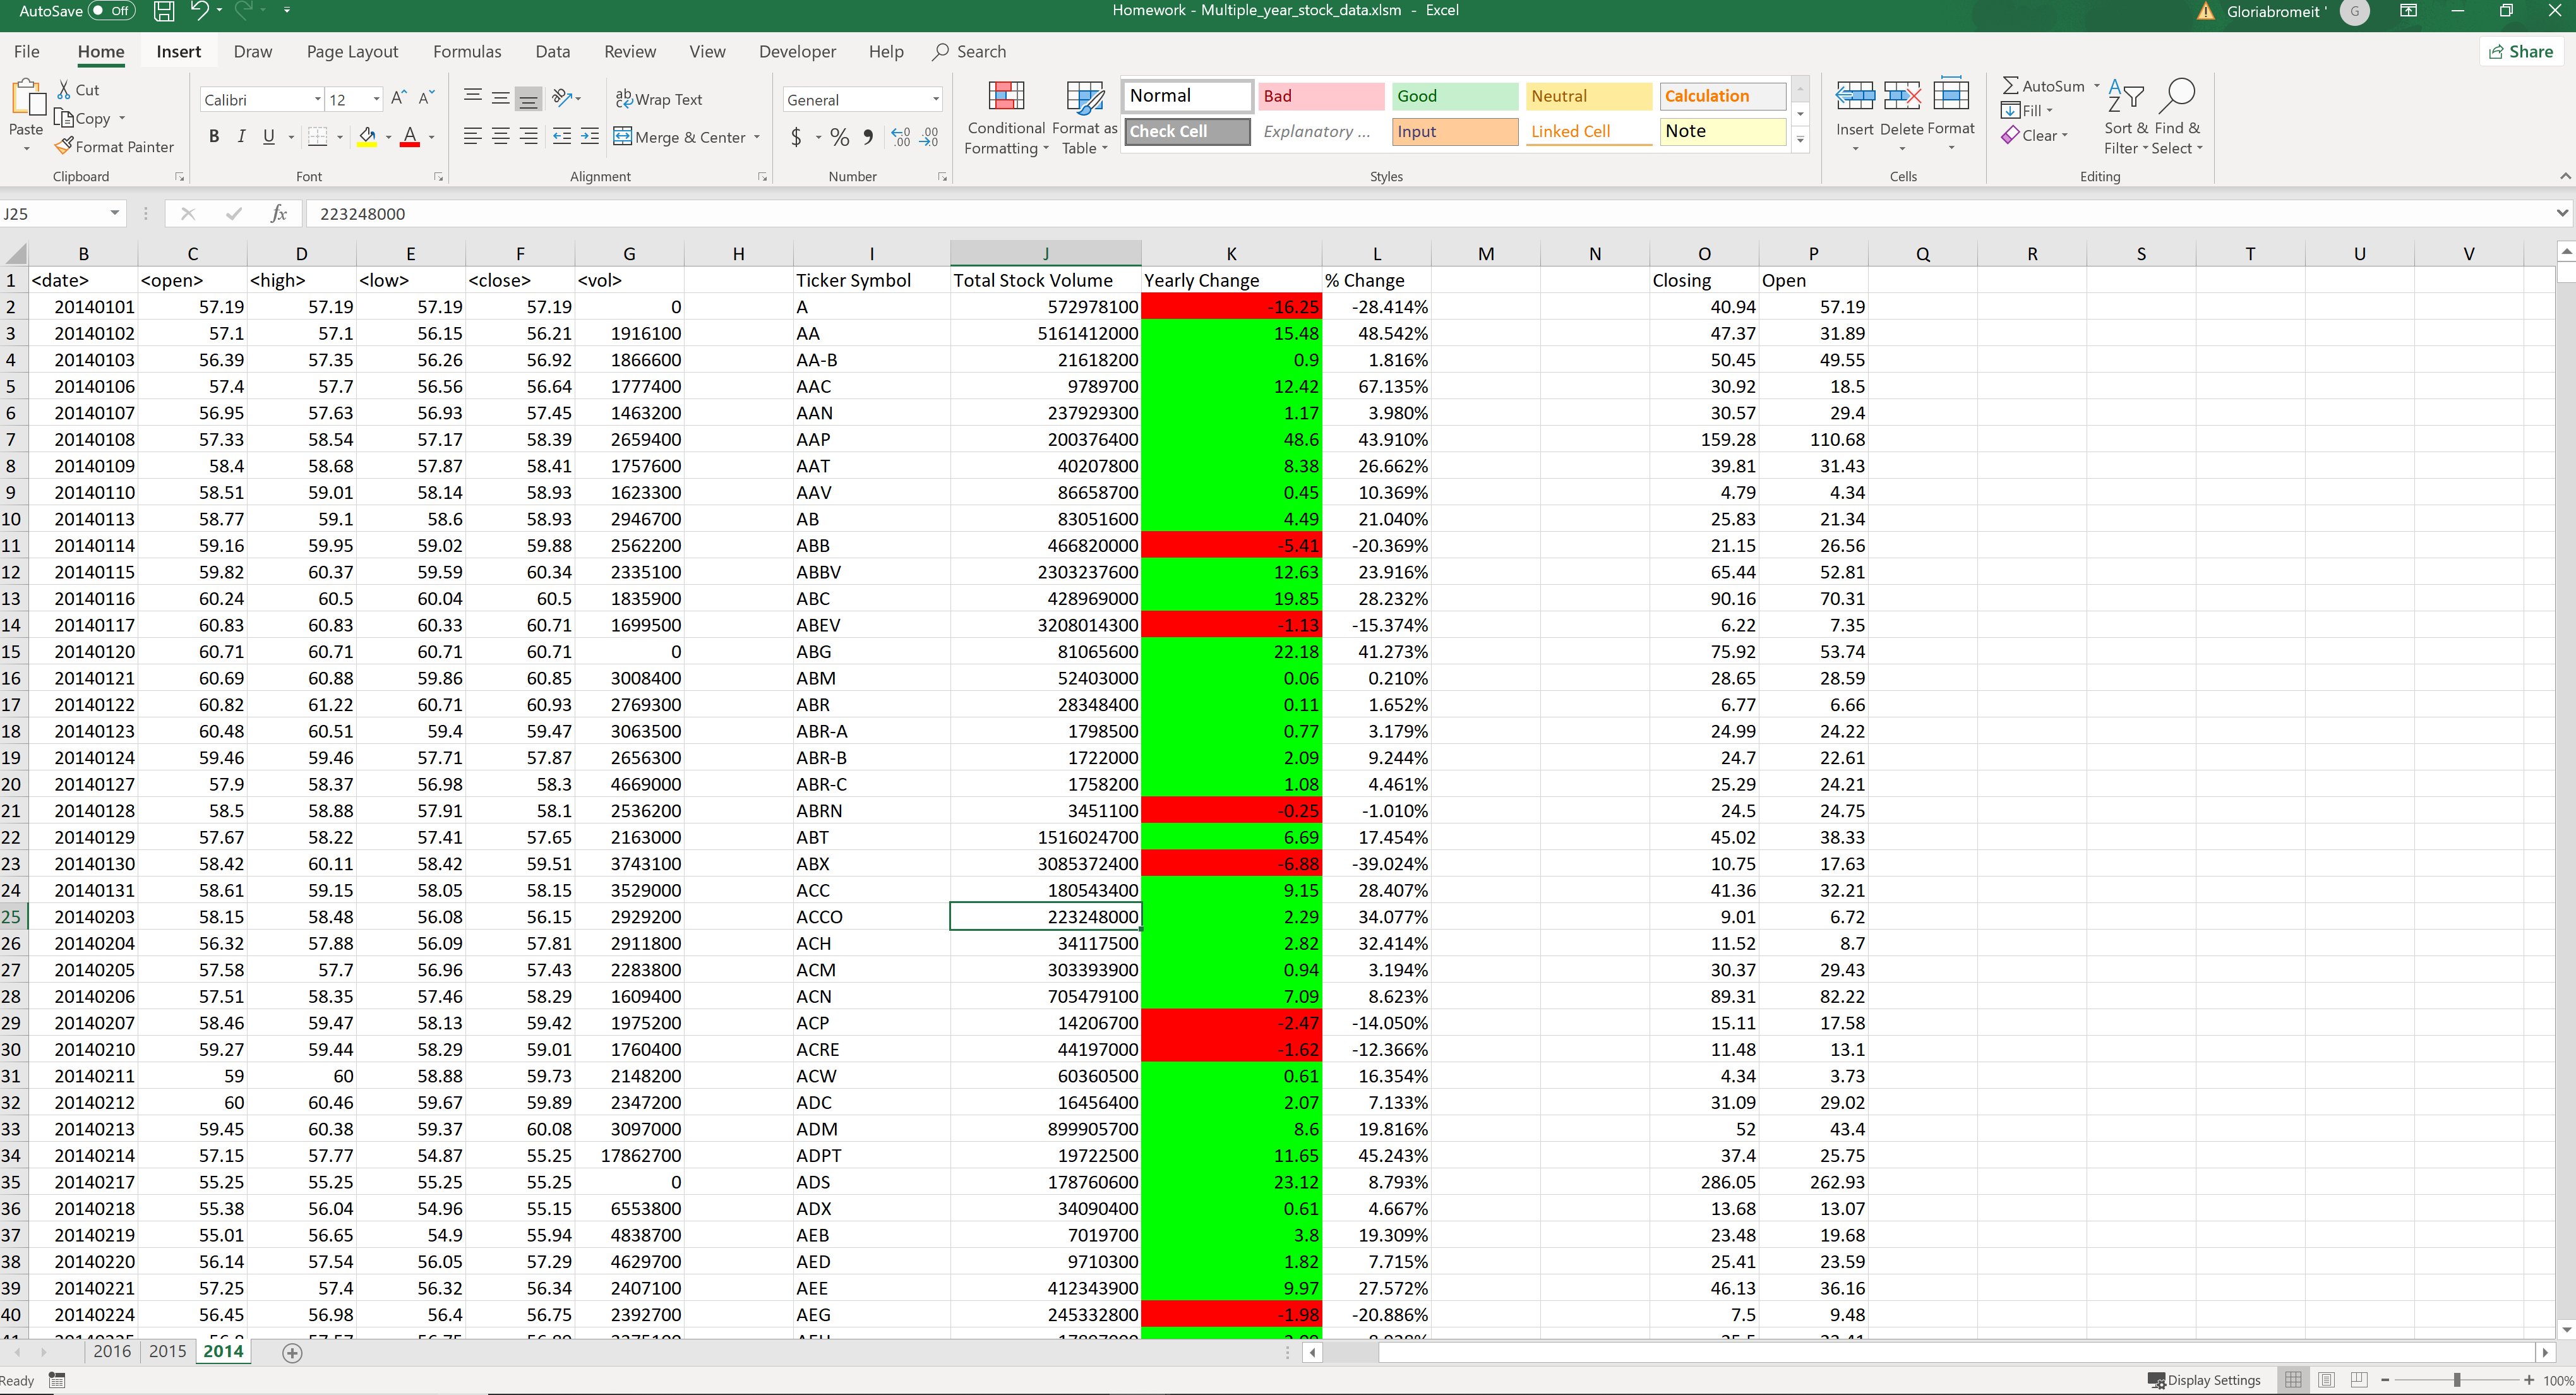 AutoSave Off Homework - Multiple_year_stock_data.xlsm - Excel Gloriabromeit ' G
File Home Insert Draw Page Layout Formulas Data Review View Developer Help Search Share
Paste Cut Copy Format Painter Clipboard
Calibri 12 B I U A Font
Wrap Text Merge & Center Alignment
General $ % Number
Conditional Formatting Format as Table
Normal Bad Good Neutral Calculation
Check Cell Explanatory ... Input Linked Cell Note
Styles
Insert Delete Format Cells
AutoSum Fill Clear Sort & Filter Find & Select Editing
J25 fx 223248000
B C D E F G H I J K L M N O P Q R S T U V
1 <date> <open> <high> <low> <close> <vol> Ticker Symbol Total Stock Volume Yearly Change % Change Closing Open
2 20140101 57.19 57.19 57.19 57.19 0 A 572978100 -16.25 -28.414% 40.94 57.19
3 20140102 57.1 57.1 56.15 56.21 1916100 AA 5161412000 15.48 48.542% 47.37 31.89
4 20140103 56.39 57.35 56.26 56.92 1866600 AA-B 21618200 0.9 1.816% 50.45 49.55
5 20140106 57.4 57.7 56.56 56.64 1777400 AAC 9789700 12.42 67.135% 30.92 18.5
6 20140107 56.95 57.63 56.93 57.45 1463200 AAN 237929300 1.17 3.980% 30.57 29.4
7 20140108 57.33 58.54 57.17 58.39 2659400 AAP 200376400 48.6 43.910% 159.28 110.68
8 20140109 58.4 58.68 57.87 58.41 1757600 AAT 40207800 8.38 26.662% 39.81 31.43
9 20140110 58.51 59.01 58.14 58.93 1623300 AAV 86658700 0.45 10.369% 4.79 4.34
10 20140113 58.77 59.1 58.6 58.93 2946700 AB 83051600 4.49 21.040% 25.83 21.34
11 20140114 59.16 59.95 59.02 59.88 2562200 ABB 466820000 -5.41 -20.369% 21.15 26.56
12 20140115 59.82 60.37 59.59 60.34 2335100 ABBV 2303237600 12.63 23.916% 65.44 52.81
13 20140116 60.24 60.5 60.04 60.5 1835900 ABC 428969000 19.85 28.232% 90.16 70.31
14 20140117 60.83 60.83 60.33 60.71 1699500 ABEV 3208014300 -1.13 -15.374% 6.22 7.35
15 20140120 60.71 60.71 60.71 60.71 0 ABG 81065600 22.18 41.273% 75.92 53.74
16 20140121 60.69 60.88 59.86 60.85 3008400 ABM 52403000 0.06 0.210% 28.65 28.59
17 20140122 60.82 61.22 60.71 60.93 2769300 ABR 28348400 0.11 1.652% 6.77 6.66
18 20140123 60.48 60.51 59.4 59.47 3063500 ABR-A 1798500 0.77 3.179% 24.99 24.22
19 20140124 59.46 59.46 57.71 57.87 2656300 ABR-B 1722000 2.09 9.244% 24.7 22.61
20 20140127 57.9 58.37 56.98 58.3 4669000 ABR-C 1758200 1.08 4.461% 25.29 24.21
21 20140128 58.5 58.88 57.91 58.1 2536200 ABRN 3451100 -0.25 -1.010% 24.5 24.75
22 20140129 57.67 58.22 57.41 57.65 2163000 ABT 1516024700 6.69 17.454% 45.02 38.33
23 20140130 58.42 60.11 58.42 59.51 3743100 ABX 3085372400 -6.88 -39.024% 10.75 17.63
24 20140131 58.61 59.15 58.05 58.15 3529000 ACC 180543400 9.15 28.407% 41.36 32.21
25 20140203 58.15 58.48 56.08 56.15 2929200 ACCO 223248000 2.29 34.077% 9.01 6.72
26 20140204 56.32 57.88 56.09 57.81 2911800 ACH 34117500 2.82 32.414% 11.52 8.7
27 20140205 57.58 57.7 56.96 57.43 2283800 ACM 303393900 0.94 3.194% 30.37 29.43
28 20140206 57.51 58.35 57.46 58.29 1609400 ACN 705479100 7.09 8.623% 89.31 82.22
29 20140207 58.46 59.47 58.13 59.42 1975200 ACP 14206700 -2.47 -14.050% 15.11 17.58
30 20140210 59.27 59.44 58.29 59.01 1760400 ACRE 44197000 -1.62 -12.366% 11.48 13.1
31 20140211 59 60 58.88 59.73 2148200 ACW 60360500 0.61 16.354% 4.34 3.73
32 20140212 60 60.46 59.67 59.89 2347200 ADC 16456400 2.07 7.133% 31.09 29.02
33 20140213 59.45 60.38 59.37 60.08 3097000 ADM 899905700 8.6 19.816% 52 43.4
34 20140214 57.15 57.77 54.87 55.25 17862700 ADPT 19722500 11.65 45.243% 37.4 25.75
35 20140217 55.25 55.25 55.25 55.25 0 ADS 178760600 23.12 8.793% 286.05 262.93
36 20140218 55.38 56.04 54.96 55.15 6553800 ADX 34090400 0.61 4.667% 13.68 13.07
37 20140219 55.01 56.65 54.9 55.94 4838700 AEB 7019700 3.8 19.309% 23.48 19.68
38 20140220 56.14 57.54 56.05 57.29 4629700 AED 9710300 1.82 7.715% 25.41 23.59
39 20140221 57.25 57.4 56.32 56.34 2407100 AEE 412343900 9.97 27.572% 46.13 36.16
40 20140224 56.45 56.98 56.4 56.75 2392700 AEG 245332800 -1.98 -20.886% 7.5 9.48
2016 2015 2014
Ready Display Settings 100%